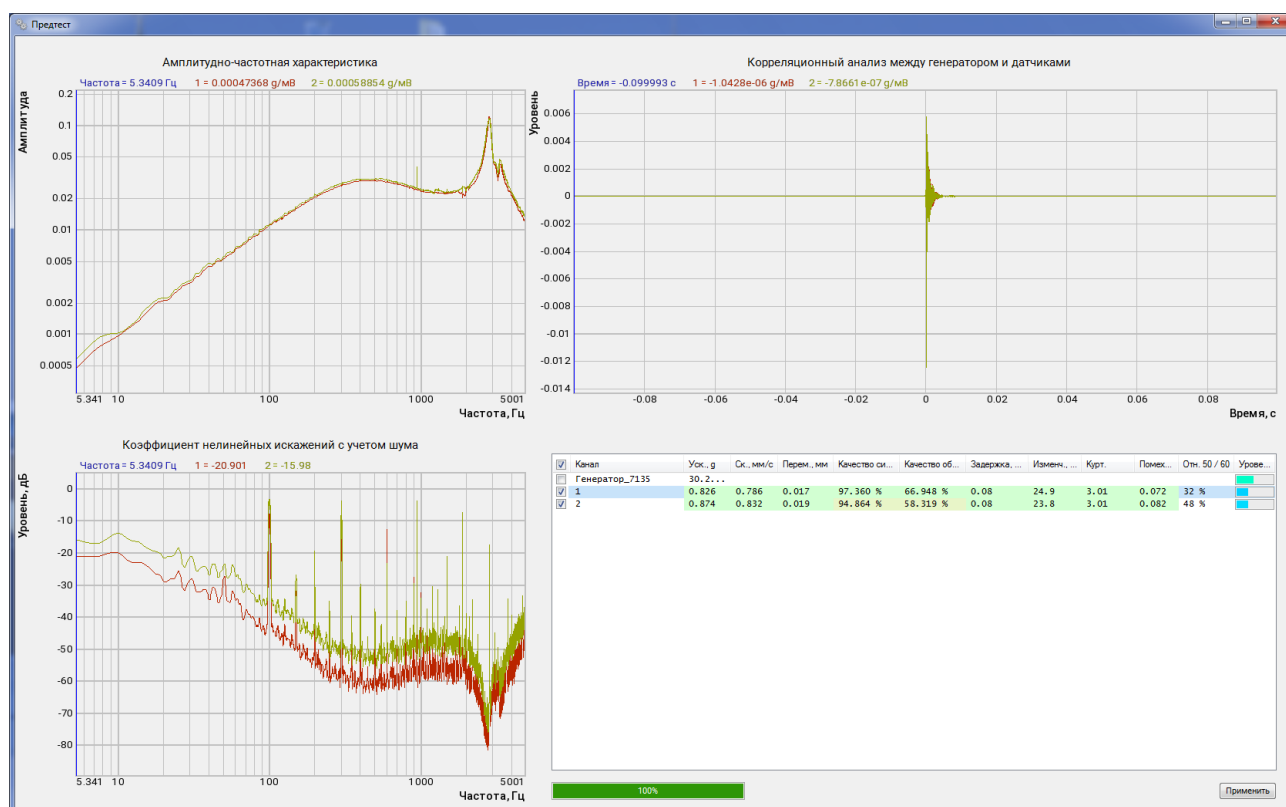 Предтест
Амплитудно-частотная характеристика
Частота = 5.3409 Гц 1 = 0.00047368 g/мВ 2 = 0.00058854 g/мВ
Амплитуда
0.2
0.1
0.05
0.02
0.01
0.005
0.002
0.001
0.0005
5.341 10 100 1000 5001
Частота, Гц
Корреляционный анализ между генератором и датчиками
Время = -0.099993 с 1 = -1.0428e-06 g/мВ 2 = -7.8661e-07 g/мВ
Уровень
0.006
0.004
0.002
0
-0.002
-0.004
-0.006
-0.008
-0.01
-0.012
-0.014
-0.08 -0.06 -0.04 -0.02 0 0.02 0.04 0.06 0.08
Время, с
Коэффициент нелинейных искажений с учетом шума
Частота = 5.3409 Гц 1 = -20.901 2 = -15.98
Уровень, дБ
0
-10
-20
-30
-40
-50
-60
-70
-80
5.341 10 100 1000 5001
Частота, Гц
Канал Уск., g Ск., мм/с Перем., мм Качество си... Качество об... Задержка, ... Изменч., ... Курт. Помех... Отн. 50 / 60 Урове...
Генератор_7135 30.2...
1 0.826 0.786 0.017 97.360 % 66.948 % 0.08 24.9 3.01 0.072 32 %
2 0.874 0.832 0.019 94.864 % 58.319 % 0.08 23.8 3.01 0.082 48 %
100%
Применить